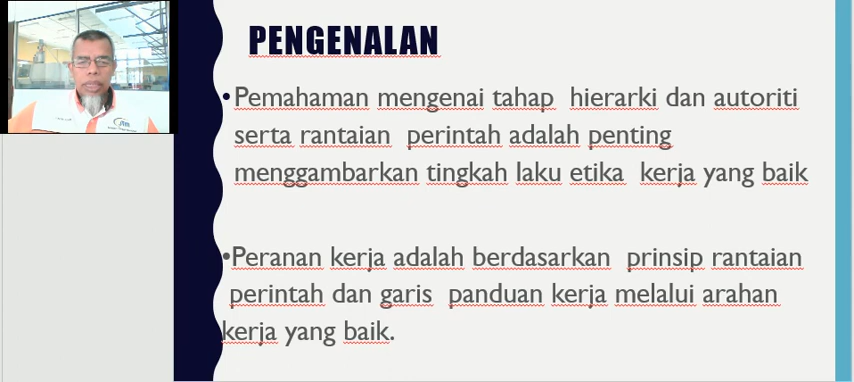 PENGENALAN
•Pemahaman mengenai tahap hierarki dan autoriti
serta rantaian perintah adalah penting
menggambarkan tingkah laku etika kerja yang baik
•Peranan kerja adalah berdasarkan prinsip rantaian
perintah dan garis panduan kerja melalui arahan
kerja yang baik.